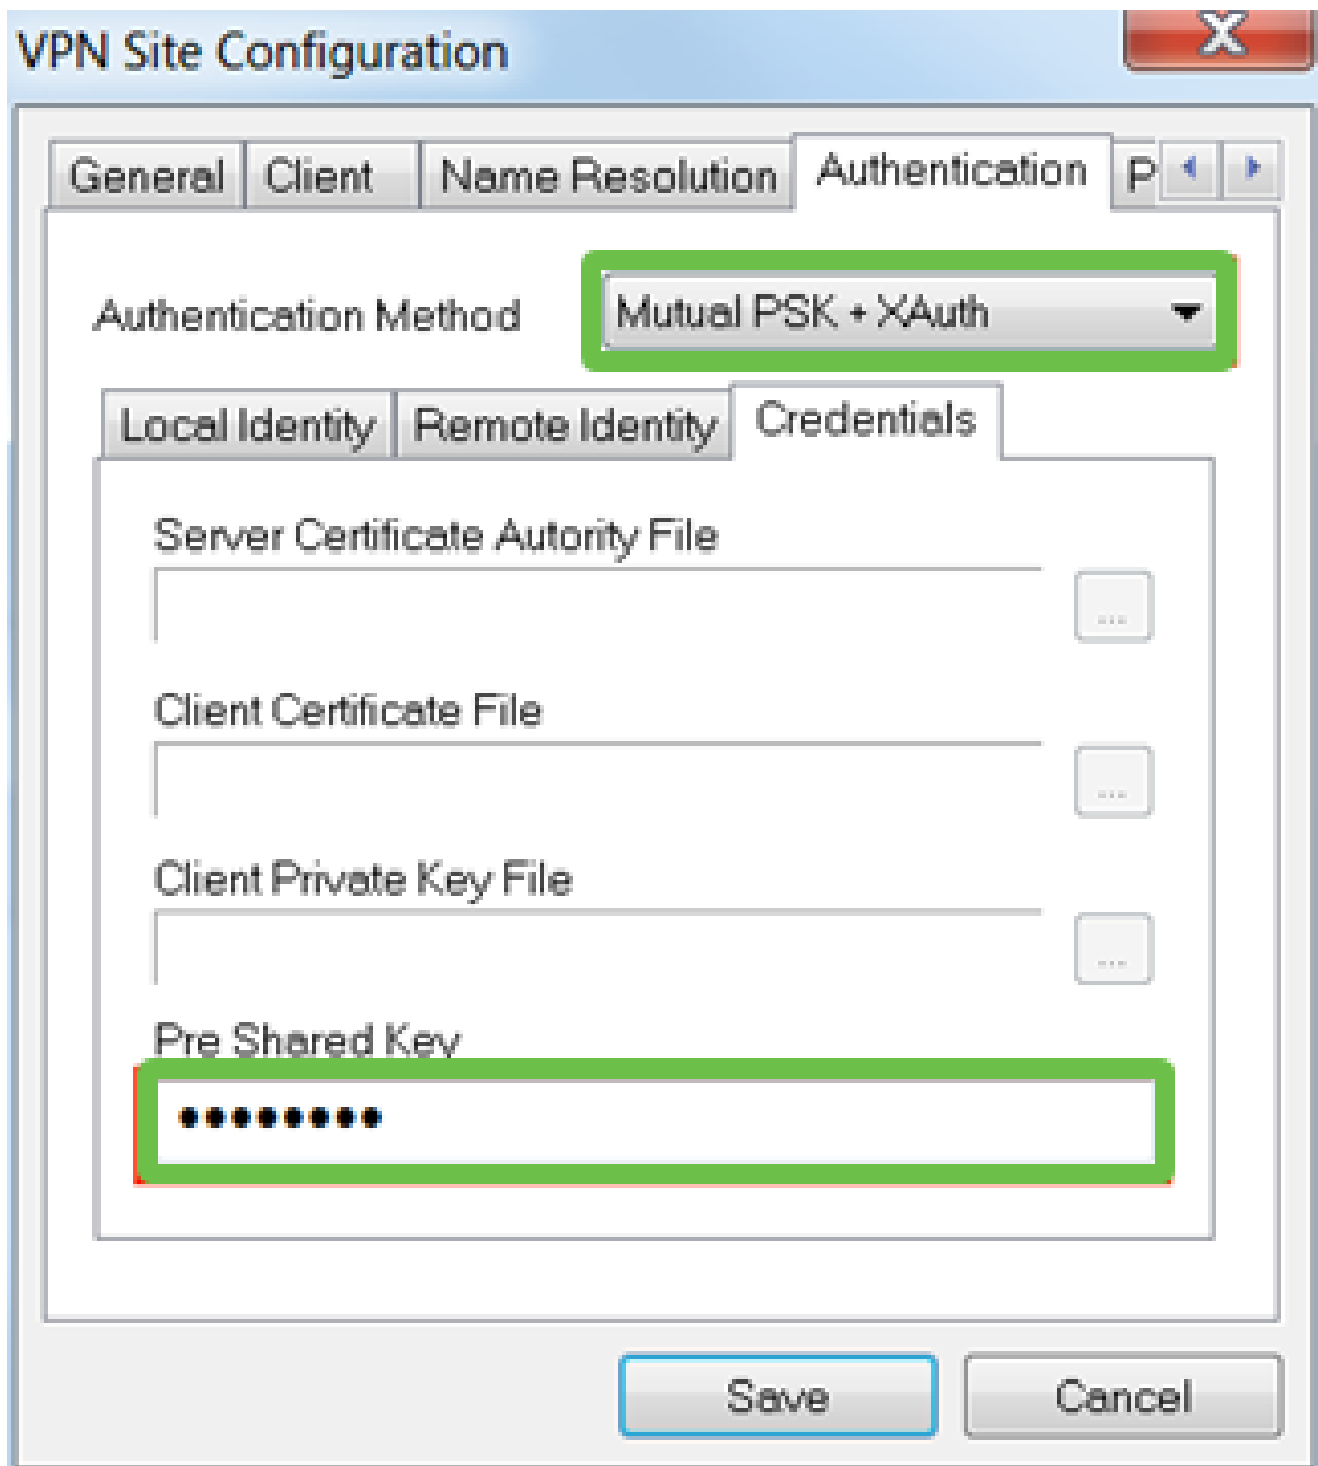 VPN Site Configuration
General Client Name Resolution Authentication P
Authentication Method Mutual PSK + XAuth
Local Identity Remote Identity Credentials
Server Certificate Autority File
...
Client Certificate File
...
Client Private Key File
...
Pre Shared Key
••••••••
Save Cancel